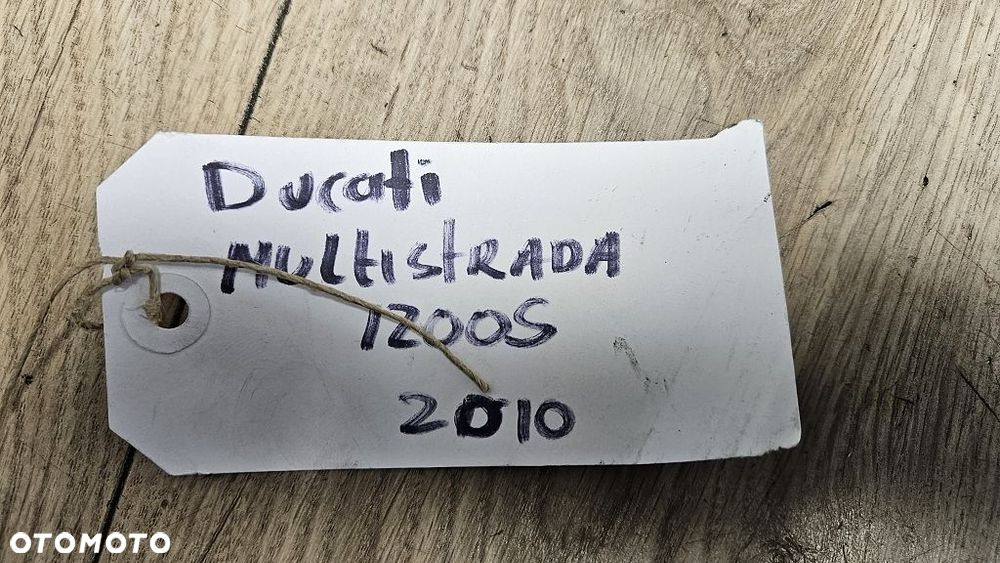 Ducati
MULtIStRADA
1200S
2010
OTOMOTO